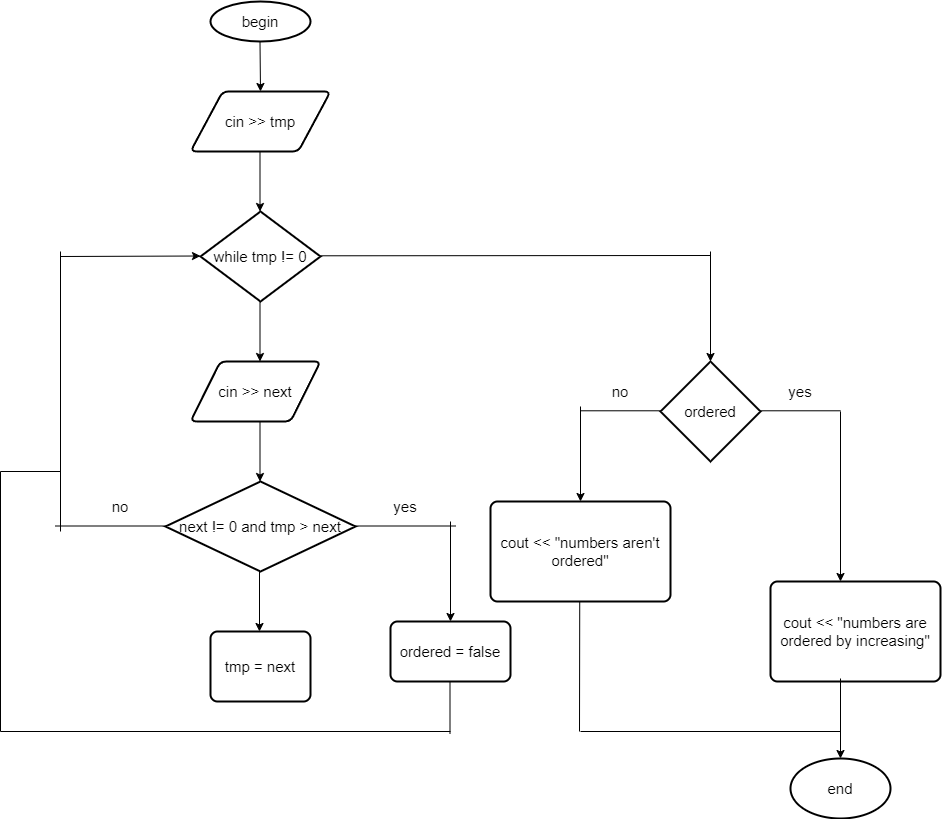 begin
cin >> tmp
while tmp != 0
cin >> next
no
ordered
yes
no
next != 0 and tmp > next
yes
cout << "numbers aren't
ordered"
cout << "numbers are
ordered by increasing"
tmp = next
ordered = false
end